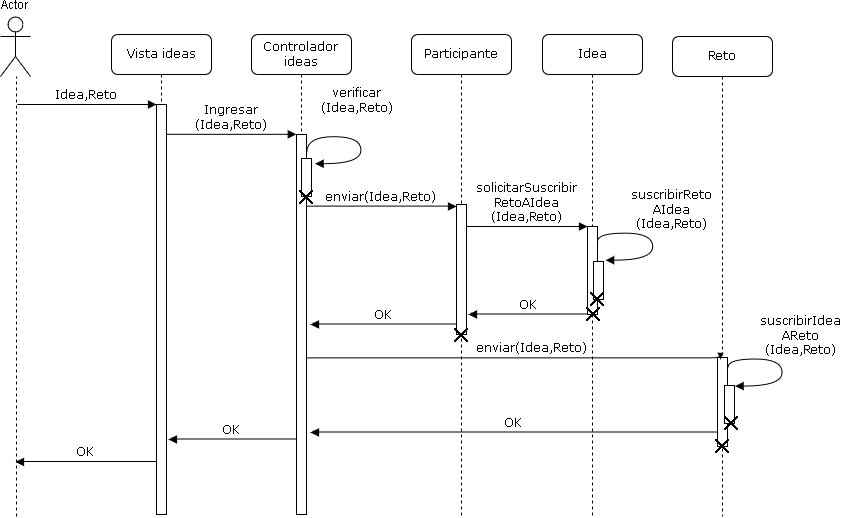 Actor
Vista ideas
Controlador
ideas
Participante
Idea
Reto
Idea,Reto
Ingresar
(Idea,Reto)
verificar
(Idea,Reto)
enviar(Idea,Reto)
solicitarSuscribir
RetoAIdea
(Idea,Reto)
suscribirReto
AIdea
(Idea,Reto)
OK
OK
enviar(Idea,Reto)
suscribirIdea
AReto
(Idea,Reto)
OK
OK
OK